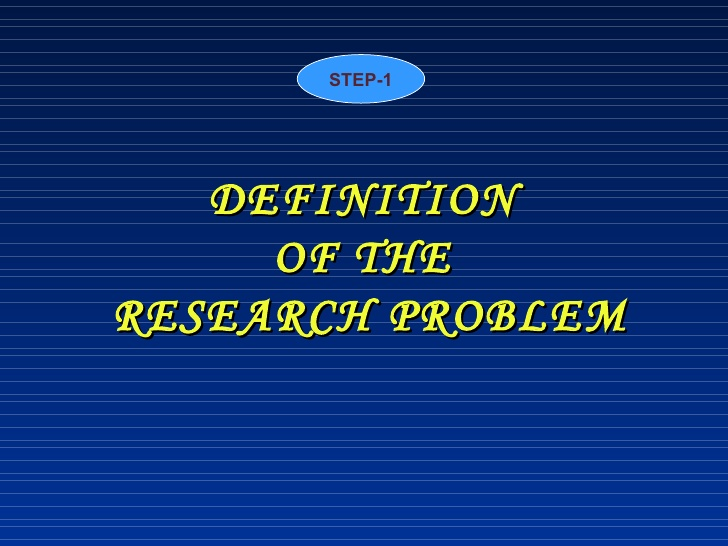 STEP-1
DEFINITION
OF THE
RESEARCH PROBLEM